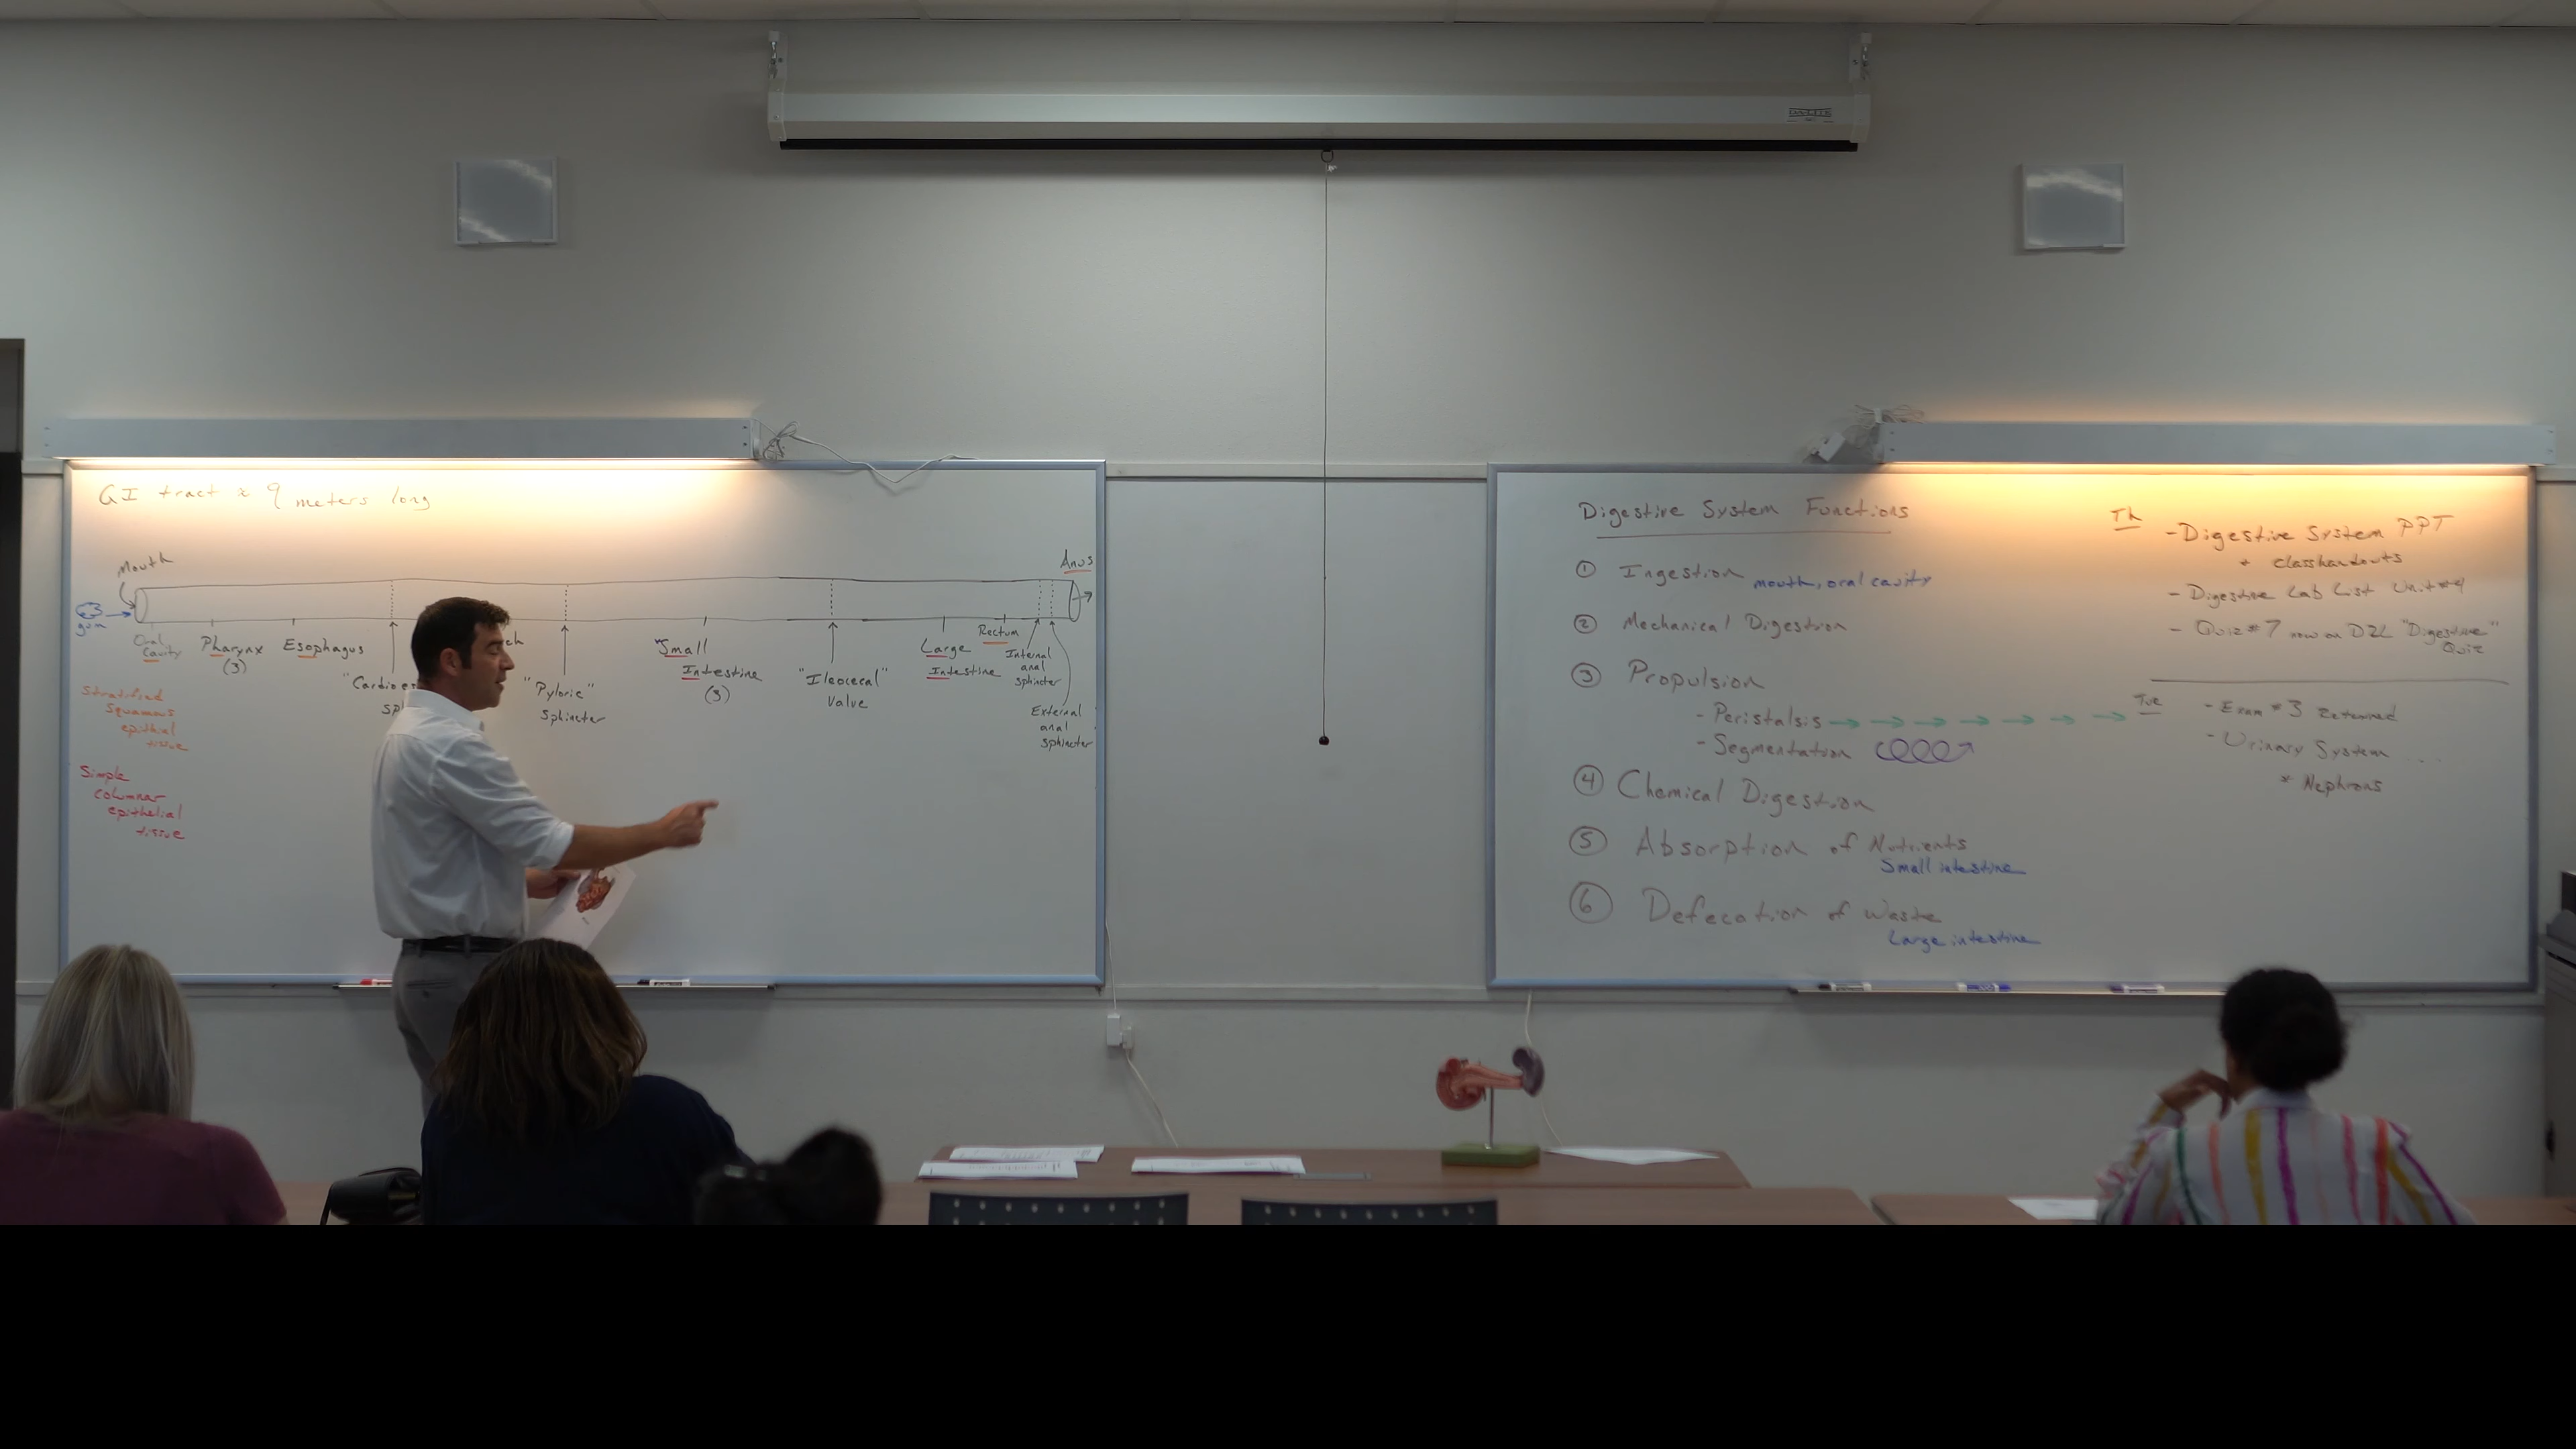 GI tract ≈ 9 meters long
Mouth
Anus
gum
Oral
Cavity
Pharynx
(3)
Esophagus
"Small
Intestine
(3)
Large
Intestine
Rectum
Internal
anal
sphincter
"Pyloric"
Sphincter
"Ileocecal"
Valve
External
anal
sphincter
Stratified
Squamous
epithial
tissue
Simple
columnar
epithelial
tissue
Digestive System Functions
① Ingestion mouth, oral cavity
② Mechanical Digestion
③ Propulsion
- Peristalsis → → → → → → →
- Segmentation
④ Chemical Digestion
⑤ Absorption of Nutrients
Small intestine
⑥ Defecation of Waste
Large intestine
Th
- Digestive System PPT
+ class handouts
- Digestive Lab List Unit #4
- Quiz #7 now on D2L "Digestive"
Quiz
Tue
- Exam #3 Returned
- Urinary System ...
* Nephrons